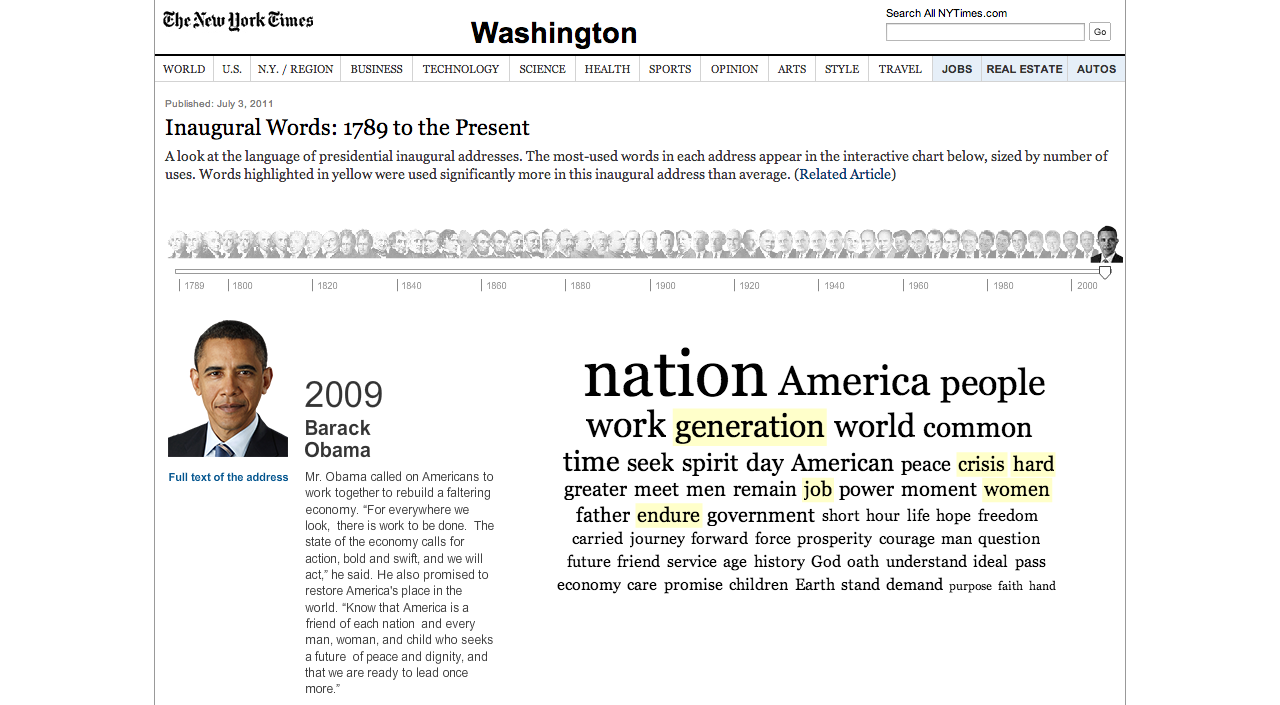 The New York Times
Washington
Search All NYTimes.com
Go
WORLD U.S. N.Y. / REGION BUSINESS TECHNOLOGY SCIENCE HEALTH SPORTS OPINION ARTS STYLE TRAVEL JOBS REAL ESTATE AUTOS
Published: July 3, 2011
Inaugural Words: 1789 to the Present
A look at the language of presidential inaugural addresses. The most-used words in each address appear in the interactive chart below, sized by number of
uses. Words highlighted in yellow were used significantly more in this inaugural address than average. (Related Article)
1789 1800 1820 1840 1860 1880 1900 1920 1940 1960 1980 2000
2009
Barack
Obama
Full text of the address
Mr. Obama called on Americans to
work together to rebuild a faltering
economy. “For everywhere we
look, there is work to be done. The
state of the economy calls for
action, bold and swift, and we will
act,” he said. He also promised to
restore America's place in the
world. “Know that America is a
friend of each nation and every
man, woman, and child who seeks
a future of peace and dignity, and
that we are ready to lead once
more.”
nation America people
work generation world common
time seek spirit day American peace crisis hard
greater meet men remain job power moment women
father endure government short hour life hope freedom
carried journey forward force prosperity courage man question
future friend service age history God oath understand ideal pass
economy care promise children Earth stand demand purpose faith hand